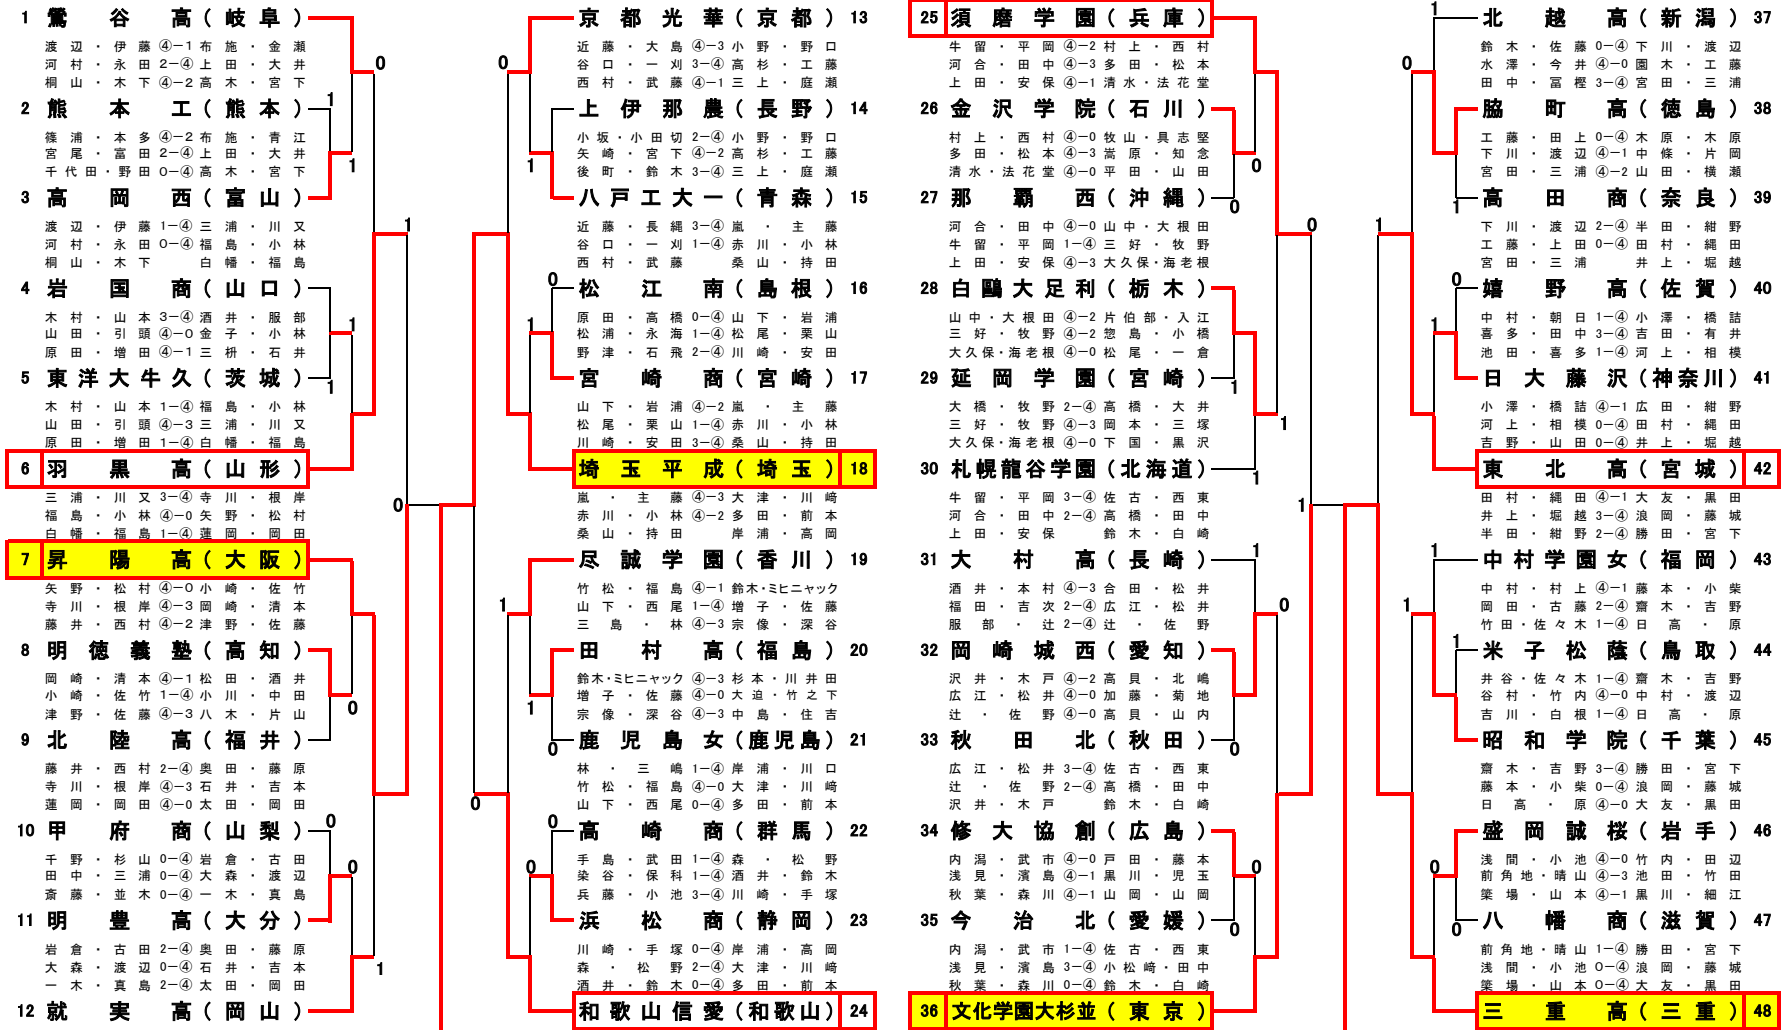 1 鶯谷高(岐阜)
渡辺・伊藤④−1布施・金瀬
河村・永田2−④上田・大井
桐山・木下④−2高木・宮下
2 熊本工(熊本)
篠浦・本多④−2布施・青江
宮尾・冨田2−④上田・大井
千代田・野田0−④高木・宮下
3 高岡西(富山)
渡辺・伊藤1−④三浦・川又
河村・永田0−④福島・小林
桐山・木下 白幡・福島
4 岩国商(山口)
木村・山本3−④酒井・服部
山田・引頭④−0金子・小林
原田・増田④−1三枡・石井
5 東洋大牛久(茨城)
木村・山本1−④福島・小林
山田・引頭④−3三浦・川又
原田・増田1−④白幡・福島
6 羽黒高(山形)
三浦・川又3−④寺川・根岸
福島・小林④−0矢野・松村
白幡・福島1−④蓮岡・岡田
7 昇陽高(大阪)
矢野・松村④−0小崎・佐竹
寺川・根岸④−3岡崎・清本
藤井・西村④−2津野・佐藤
8 明徳義塾(高知)
岡崎・清本④−1松田・酒井
小崎・佐竹1−④小川・中田
津野・佐藤④−3八木・片山
9 北陸高(福井)
藤井・西村2−④奥田・藤原
寺川・根岸④−3石井・吉本
蓮岡・岡田④−0太田・岡田
10 甲府商(山梨)
千野・杉山0−④岩倉・古田
田中・三浦0−④大森・渡辺
斎藤・並木0−④一木・真島
11 明豊高(大分)
岩倉・古田2−④奥田・藤原
大森・渡辺0−④石井・吉本
一木・真島2−④太田・岡田
12 就実高(岡山)
0
1
1
1
1
1
0
0
0
0
1
京都光華(京都) 13
近藤・大島④−3小野・野口
谷口・一刈3−④高杉・工藤
西村・武藤④−1三上・庭瀬
上伊那農(長野) 14
小坂・小田切2−④小野・野口
矢崎・宮下④−2高杉・工藤
後町・鈴木3−④三上・庭瀬
八戸工大一(青森) 15
近藤・長縄3−④嵐・主藤
谷口・一刈1−④赤川・小林
西村・武藤 桑山・持田
松江南(島根) 16
原田・高橋0−④山下・岩浦
松浦・永海1−④松尾・栗山
野津・石飛2−④川崎・安田
宮崎商(宮崎) 17
山下・岩浦④−2嵐・主藤
松尾・栗山1−④赤川・小林
川崎・安田3−④桑山・持田
埼玉平成(埼玉) 18
嵐・主藤④−3大津・川﨑
赤川・小林④−2多田・前本
桑山・持田 岸浦・高岡
尽誠学園(香川) 19
竹松・福島④−1鈴木・ミヒニャック
山下・西尾1−④増子・佐藤
三島・林④−3宗像・深谷
田村高(福島) 20
鈴木・ミヒニャック④−3杉本・川井田
増子・佐藤④−0大迫・竹之下
宗像・深谷④−3中島・住吉
鹿児島女(鹿児島) 21
林・三嶋1−④岸浦・川口
竹松・福島④−0大津・川﨑
山下・西尾0−④多田・前本
高崎商(群馬) 22
手島・武田1−④森・松野
染谷・保科1−④酒井・鈴木
兵藤・小池3−④川崎・手塚
浜松商(静岡) 23
川崎・手塚0−④岸浦・高岡
森・松野2−④大津・川﨑
酒井・鈴木0−④多田・前本
和歌山信愛(和歌山) 24
0
1
0
1
1
1
0
0
0
0
25 須磨学園(兵庫)
牛留・平岡④−2村上・西村
河合・田中④−3多田・松本
上田・安保④−1清水・法花堂
26 金沢学院(石川)
村上・西村④−0牧山・具志堅
多田・松本④−3嵩原・知念
清水・法花堂④−0平田・山田
27 那覇西(沖縄)
河合・田中④−0山中・大根田
牛留・平岡1−④三好・牧野
上田・安保④−3大久保・海老根
28 白鷗大足利(栃木)
山中・大根田④−2片伯部・入江
三好・牧野④−2惣島・小橋
大久保・海老根④−0松尾・一倉
29 延岡学園(宮崎)
大橋・牧野2−④高橋・大井
三好・牧野④−3岡本・三塚
大久保・海老根④−0下国・黒沢
30 札幌龍谷学園(北海道)
牛留・平岡3−④佐古・西東
河合・田中2−④高橋・田中
上田・安保 鈴木・白崎
31 大村高(長崎)
酒井・本村④−3合田・松井
福田・吉次2−④広江・松井
服部・辻2−④辻・佐野
32 岡崎城西(愛知)
沢井・木戸④−2高貝・北嶋
広江・松井④−0加藤・菊地
辻・佐野④−0高貝・山内
33 秋田北(秋田)
広江・松井3−④佐古・西東
辻・佐野2−④高橋・田中
沢井・木戸 鈴木・白崎
34 修大協創(広島)
内潟・武市④−0戸田・藤本
浅見・濱島④−1黒川・児玉
秋葉・森川④−1山岡・山岡
35 今治北(愛媛)
内潟・武市1−④佐古・西東
浅見・濱島3−④小松﨑・田中
秋葉・森川0−④鈴木・白崎
36 文化学園大杉並(東京)
0
0
0
1
1
1
1
0
0
0
0
北越高(新潟) 37
鈴木・佐藤0−④下川・渡辺
水澤・今井④−0園木・工藤
田中・冨樫3−④宮田・三浦
脇町高(徳島) 38
工藤・田上0−④木原・木原
下川・渡辺④−1中條・片岡
宮田・三浦④−2山田・横瀬
高田商(奈良) 39
下川・渡辺2−④半田・紺野
工藤・上田0−④田村・縄田
宮田・三浦 井上・堀越
嬉野高(佐賀) 40
中村・朝日1−④小澤・橋詰
喜多・田中3−④吉田・有井
池田・喜多1−④河上・相模
日大藤沢(神奈川) 41
小澤・橋詰④−1広田・紺野
河上・相模0−④田村・縄田
吉野・山田0−④井上・堀越
東北高(宮城) 42
田村・縄田④−1大友・黒田
井上・堀越3−④浪岡・藤城
半田・紺野2−④勝田・宮下
中村学園女(福岡) 43
中村・村上④−1藤本・小柴
岡田・古藤2−④齋木・吉野
竹田・佐々木1−④日高・原
米子松蔭(鳥取) 44
井谷・佐々木1−④齋木・吉野
谷村・竹内④−0中村・渡辺
吉川・白根1−④日高・原
昭和学院(千葉) 45
齋木・吉野3−④勝田・宮下
藤本・小柴0−④浪岡・藤城
日高・原④−0大友・黒田
盛岡誠桜(岩手) 46
浅間・小池④−0竹内・田辺
前角地・晴山④−3池田・竹田
築場・山本④−1黒川・細江
八幡商(滋賀) 47
前角地・晴山1−④勝田・宮下
浅間・小池0−④浪岡・藤城
築場・山本0−④大友・黒田
三重高(三重) 48
1
0
1
1
0
1
1
1
1
0
0